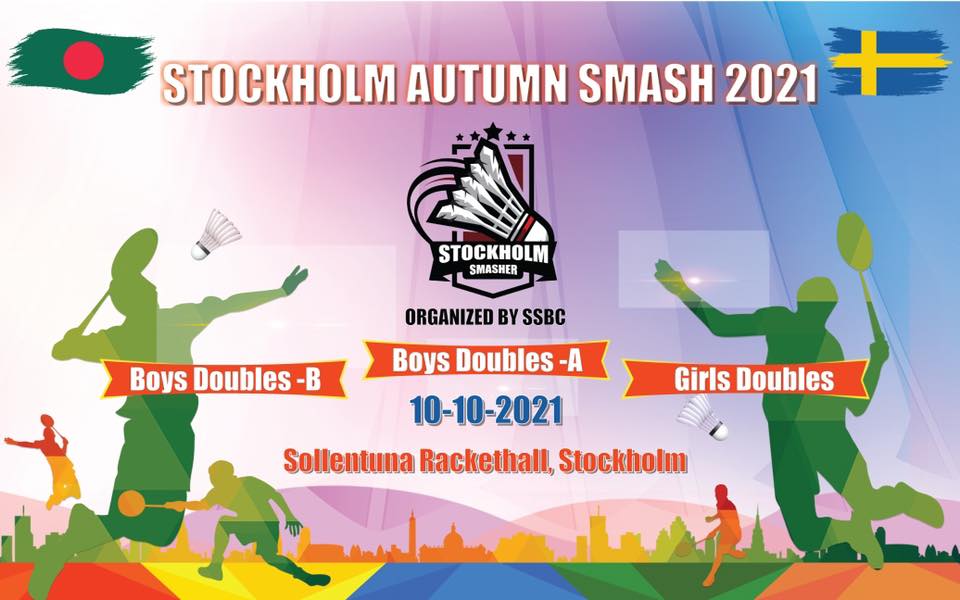 STOCKHOLM AUTUMN SMASH 2021
STOCKHOLM
SMASHER
ORGANIZED BY SSBC
Boys Doubles -B
Boys Doubles -A
Girls Doubles
10-10-2021
Sollentuna Rackethall, Stockholm